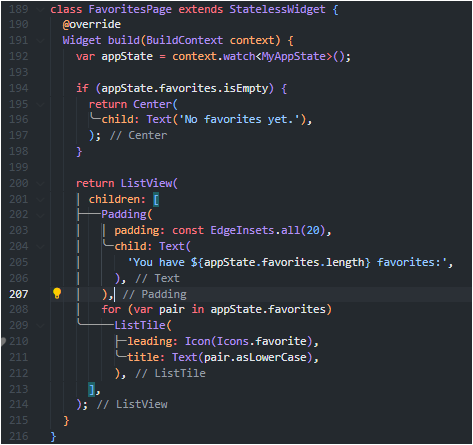 189 class FavoritesPage extends StatelessWidget {
190 @override
191 Widget build(BuildContext context) {
192 var appState = context.watch<MyAppState>();
193
194 if (appState.favorites.isEmpty) {
195 return Center(
196 child: Text('No favorites yet.'),
197 ); // Center
198 }
199
200 return ListView(
201 children: [
202 Padding(
203 padding: const EdgeInsets.all(20),
204 child: Text(
205 'You have ${appState.favorites.length} favorites:',
206 ), // Text
207 ), // Padding
208 for (var pair in appState.favorites)
209 ListTile(
210 leading: Icon(Icons.favorite),
211 title: Text(pair.asLowerCase),
212 ), // ListTile
213 ],
214 ); // ListView
215 }
216 }